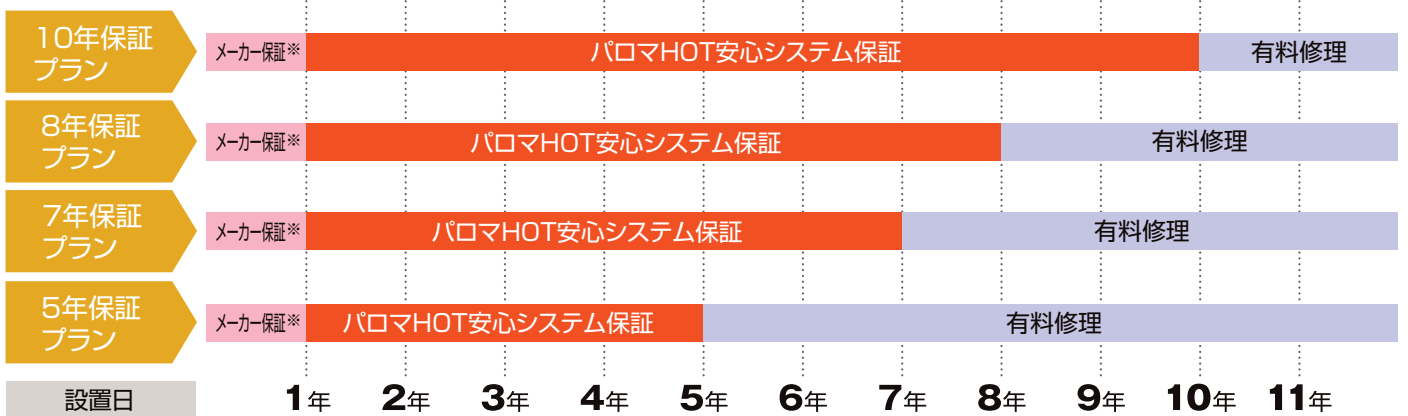 10年保証
プラン
メーカー保証※ パロマHOT安心システム保証 有料修理
8年保証
プラン
メーカー保証※ パロマHOT安心システム保証 有料修理
7年保証
プラン
メーカー保証※ パロマHOT安心システム保証 有料修理
5年保証
プラン
メーカー保証※ パロマHOT安心システム保証 有料修理
設置日 1年 2年 3年 4年 5年 6年 7年 8年 9年 10年 11年